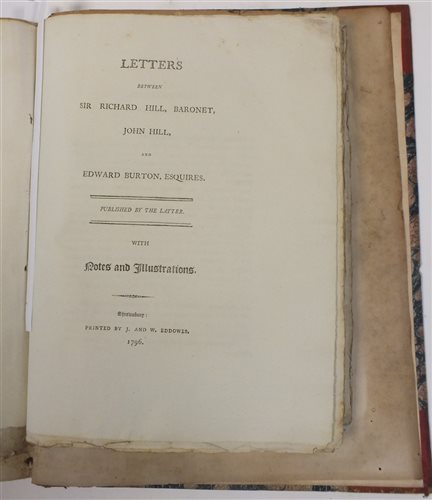 LETTERS
BETWEEN
SIR RICHARD HILL, BARONET,
JOHN HILL,
AND
EDWARD BURTON, ESQUIRES.
PUBLISHED BY THE LATTER.
WITH
Notes and Illustrations.
Shrewsbury:
PRINTED BY J. AND W. EDDOWES.
1796.